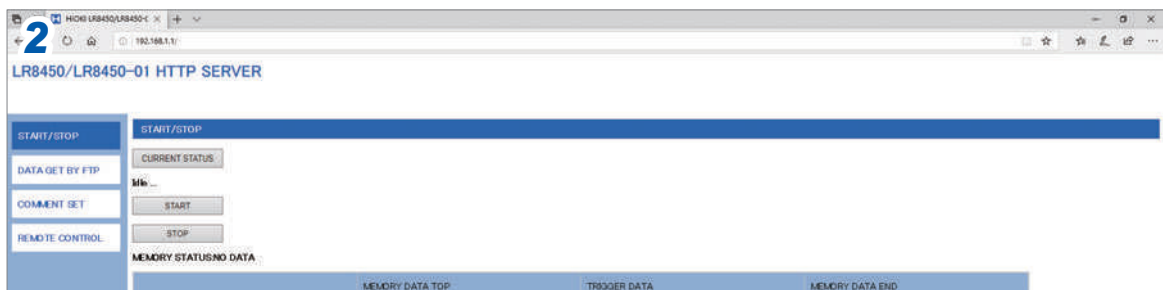 2
HIOKI LR8450/LR8450-0
192.168.1.1/
LR8450/LR8450-01 HTTP SERVER
START/STOP
START/STOP
CURRENT STATUS
DATA GET BY FTP
Idle ...
COMMENT SET
START
REMOTE CONTROL
STOP
MEMORY STATUS:NO DATA
MEMORY DATA TOP TRIGGER DATA MEMORY DATA END